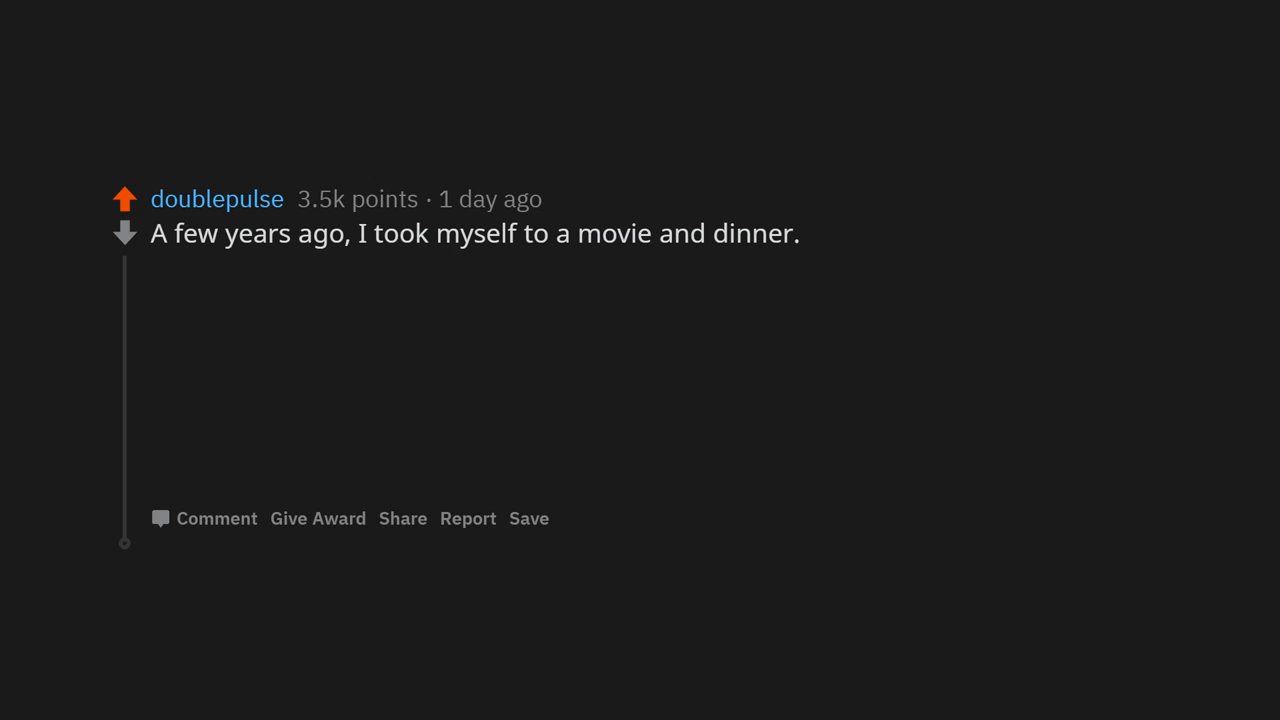 doublepulse 3.5k points · 1 day ago
A few years ago, I took myself to a movie and dinner.
Comment Give Award Share Report Save